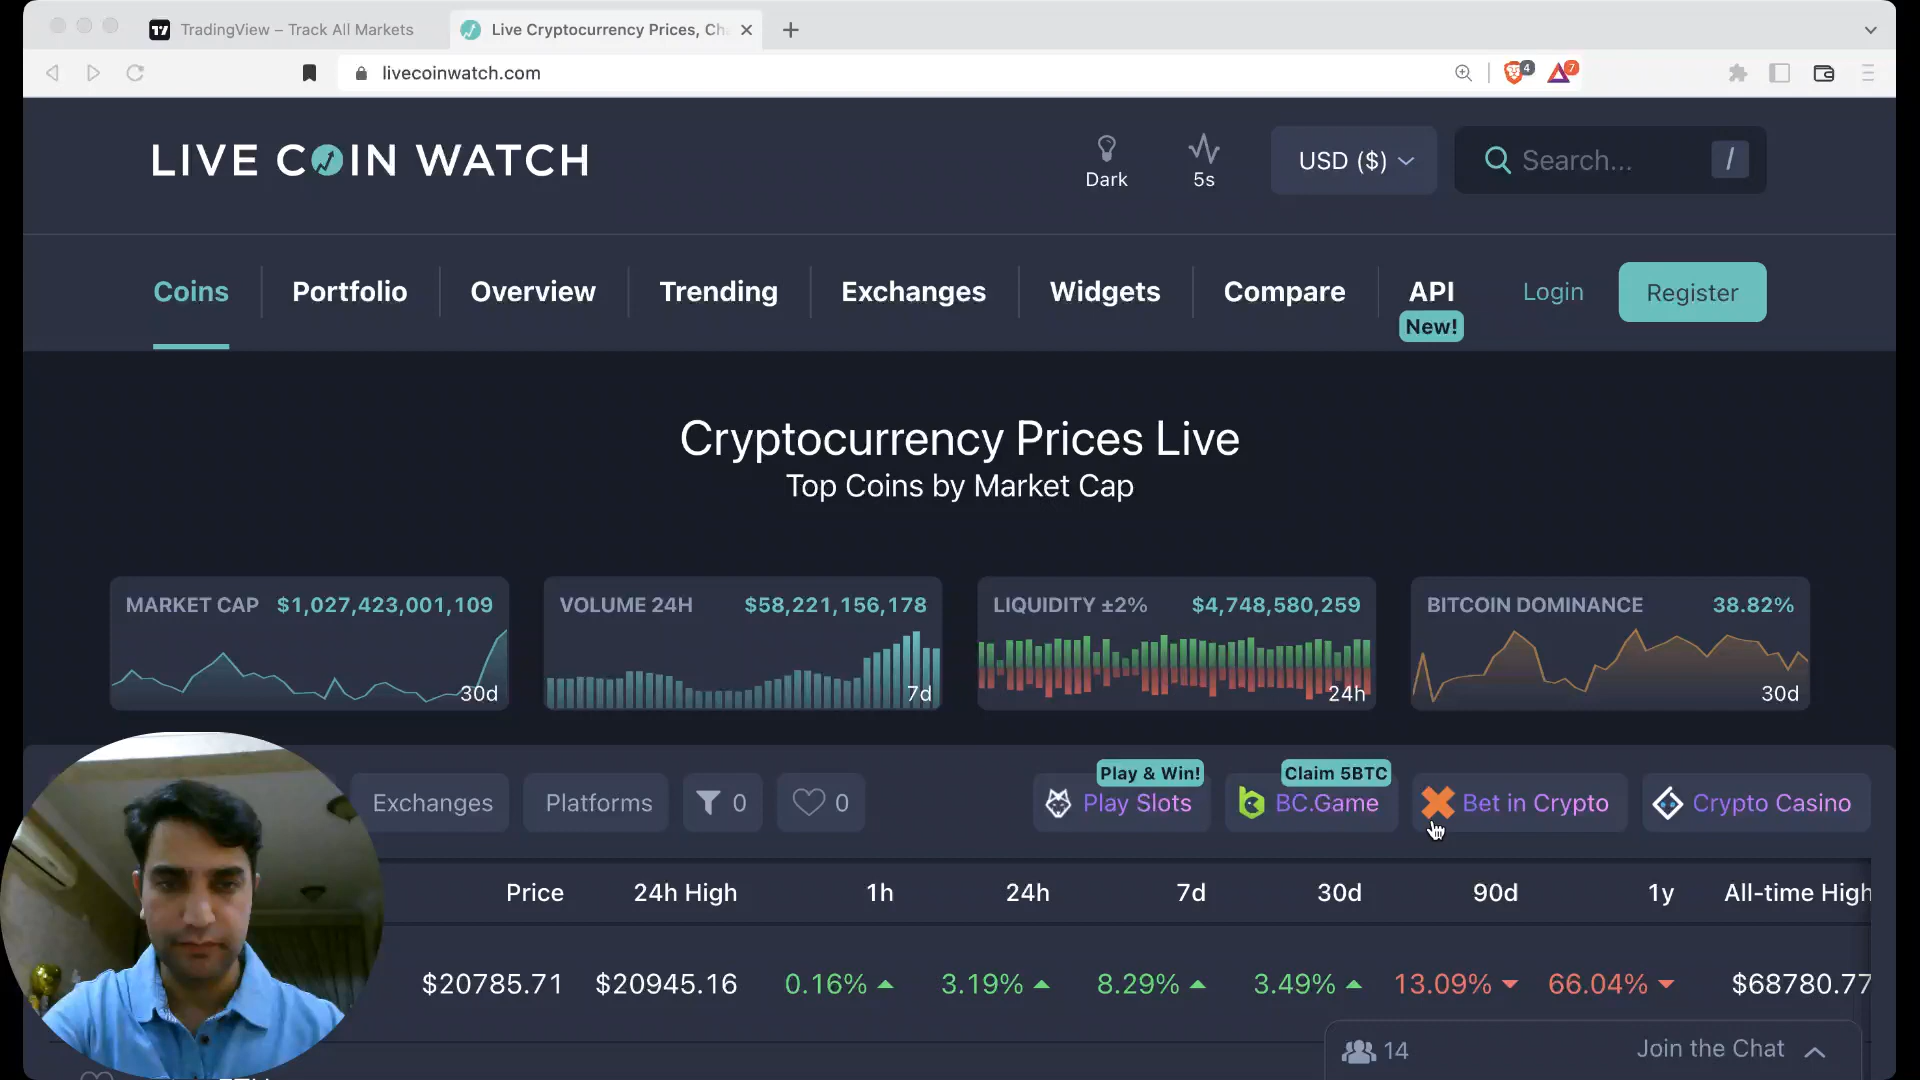 TradingView – Track All Markets
Live Cryptocurrency Prices, Ch
livecoinwatch.com
4
7
LIVE COIN WATCH
Dark
5s
USD ($)
Search...
/
Coins
Portfolio
Overview
Trending
Exchanges
Widgets
Compare
API
New!
Login
Register
Cryptocurrency Prices Live
Top Coins by Market Cap
MARKET CAP $1,027,423,001,109
30d
VOLUME 24H $58,221,156,178
7d
LIQUIDITY ±2% $4,748,580,259
24h
BITCOIN DOMINANCE 38.82%
30d
Exchanges
Platforms
0
0
Play & Win!
Play Slots
Claim 5BTC
BC.Game
Bet in Crypto
Crypto Casino
Price 24h High 1h 24h 7d 30d 90d 1y All-time High
$20785.71 $20945.16 0.16% 3.19% 8.29% 3.49% 13.09% 66.04% $68780.77
14
Join the Chat